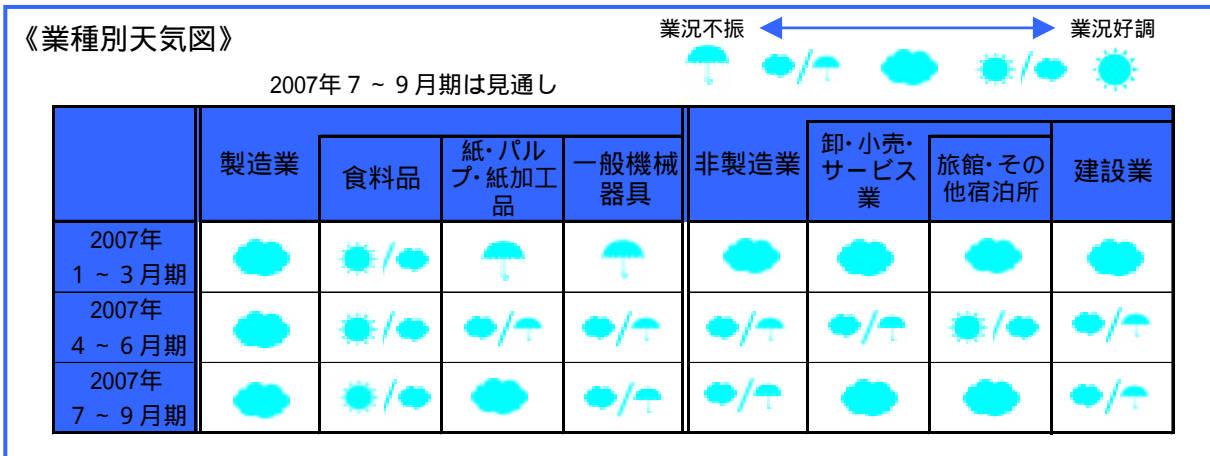 《業種別天気図》
業況不振
業況好調
2007年7~9月期は見通し
製造業
食料品
紙・パル
プ・紙加工
品
一般機械
器具
非製造業
卸・小売・
サービス
業
旅館・その
他宿泊所
建設業
2007年
1~3月期
2007年
4~6月期
2007年
7~9月期